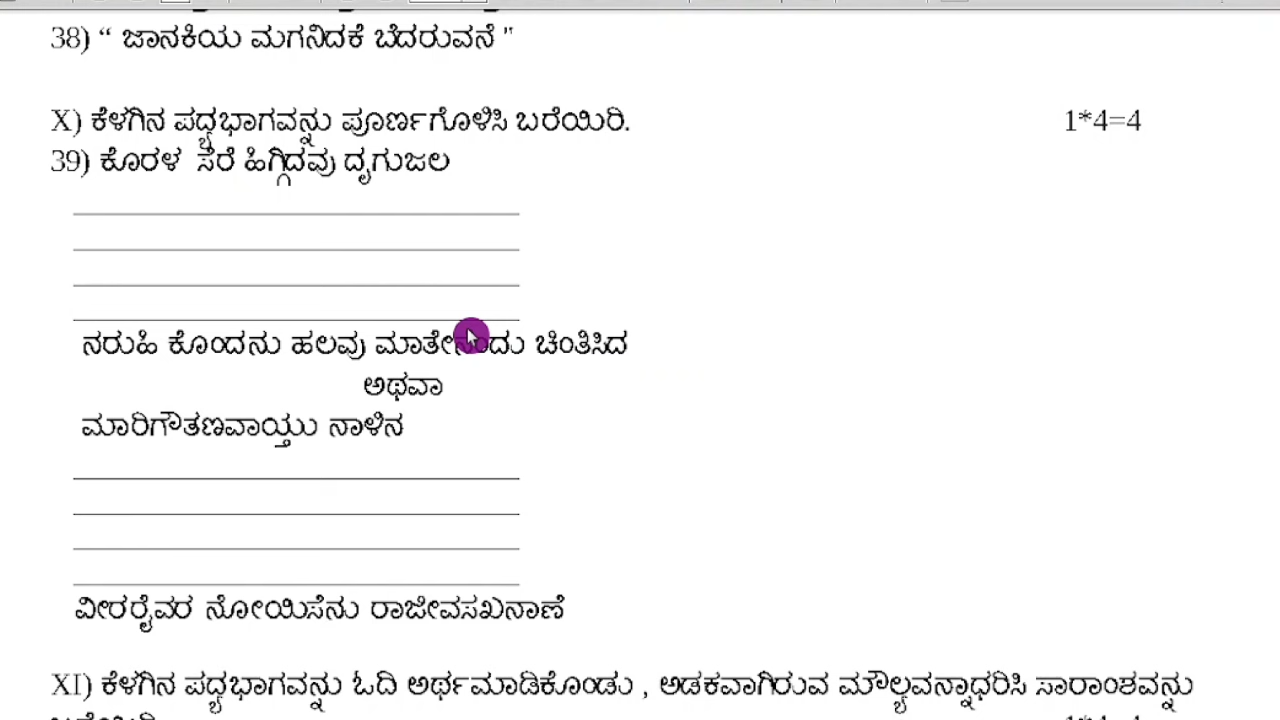 38) “ ಜಾನಕಿಯ ಮಗನಿದಕೆ ಬೆದರುವನೆ "
X) ಕೆಳಗಿನ ಪದ್ಯಭಾಗವನ್ನು ಪೂರ್ಣಗೊಳಿಸಿ ಬರೆಯಿರಿ. 1*4=4
39) ಕೊರಳ ಸೆರೆ ಹಿಗ್ಗಿದವು ದೃಗುಜಲ
ನರುಹಿ ಕೊಂದನು ಹಲವು ಮಾತೇನೆಂದು ಚಿಂತಿಸಿದ
ಅಥವಾ
ಮಾರಿಗೌತಣವಾಯ್ತು ನಾಳಿನ
ವೀರರೈವರ ನೋಯಿಸೆನು ರಾಜೀವಸಖನಾಣೆ
XI) ಕೆಳಗಿನ ಪದ್ಯಭಾಗವನ್ನು ಓದಿ ಅರ್ಥಮಾಡಿಕೊಂಡು , ಅಡಕವಾಗಿರುವ ಮೌಲ್ಯವನ್ನಾಧರಿಸಿ ಸಾರಾಂಶವನ್ನು